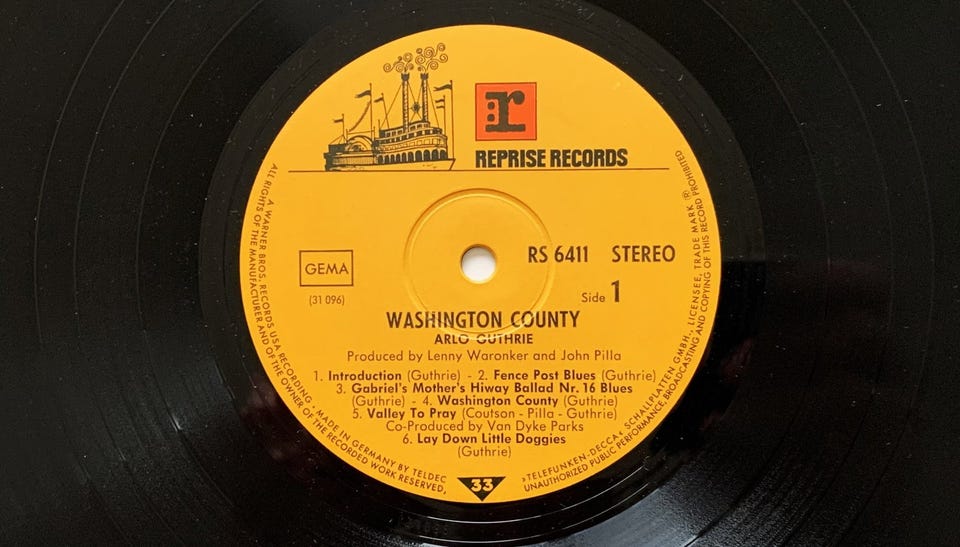 :r
REPRISE RECORDS
RS 6411 STEREO
GEMA
(31 096)
Side 1
WASHINGTON COUNTY
ARLO GUTHRIE
Produced by Lenny Waronker and John Pilla
1. Introduction (Guthrie) - 2. Fence Post Blues (Guthrie)
3. Gabriel's Mother's Hiway Ballad Nr. 16 Blues
(Guthrie) - 4. Washington County (Guthrie)
5. Valley To Pray (Coutson - Pilla - Guthrie)
Co-Produced by Van Dyke Parks
6. Lay Down Little Doggies
(Guthrie)
33
A WARNER BROS. RECORDS USA RECORDING • MADE IN GERMANY BY TELDEC
»TELEFUNKEN-DECCA« SCHALLPLATTEN GMBH., LICENSEE, TRADE MARK ®.
ALL RIGHTS OF THE MANUFACTURER AND OF THE OWNER OF THE RECORDED WORK RESERVED,
UNAUTHORIZED PUBLIC PERFORMANCE, BROADCASTING AND COPYING OF THIS RECORD PROHIBITED